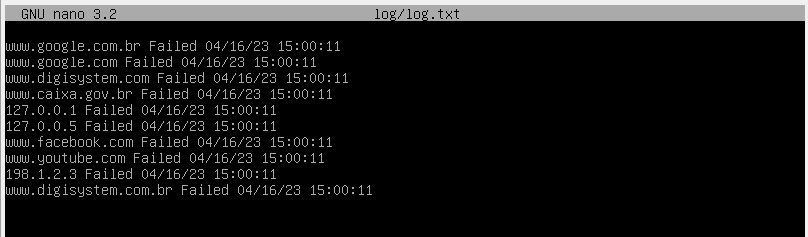 GNU nano 3.2 log/log.txt
www.google.com.br Failed 04/16/23 15:00:11
www.google.com Failed 04/16/23 15:00:11
www.digisystem.com Failed 04/16/23 15:00:11
www.caixa.gov.br Failed 04/16/23 15:00:11
127.0.0.1 Failed 04/16/23 15:00:11
127.0.0.5 Failed 04/16/23 15:00:11
www.facebook.com Failed 04/16/23 15:00:11
www.youtube.com Failed 04/16/23 15:00:11
198.1.2.3 Failed 04/16/23 15:00:11
www.digisystem.com.br Failed 04/16/23 15:00:11